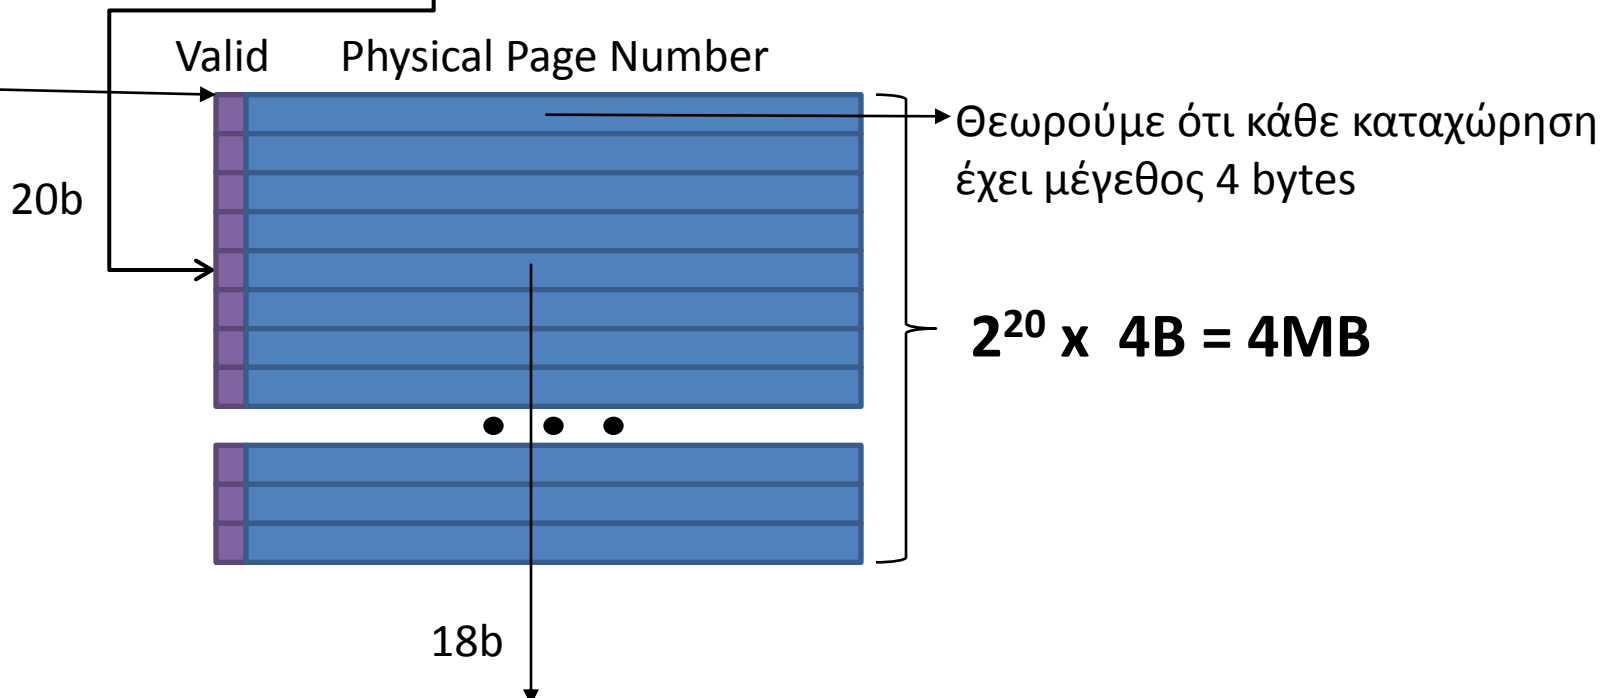 Valid Physical Page Number
Θεωρούμε ότι κάθε καταχώρηση
έχει μέγεθος 4 bytes
20b
2²⁰ x 4B = 4MB
18b